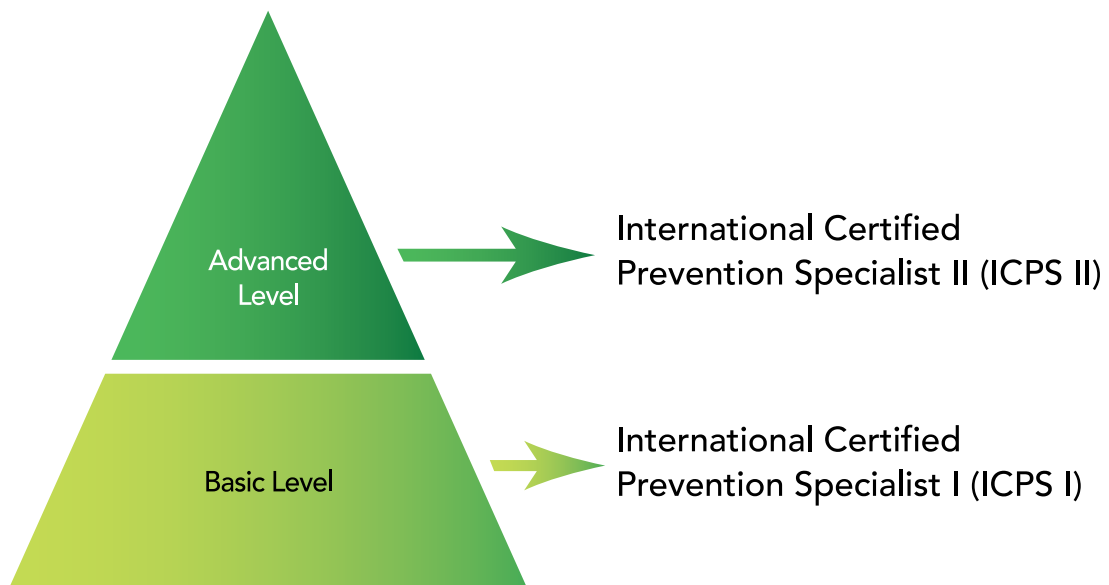 Advanced
Level
International Certified
Prevention Specialist II (ICPS II)
Basic Level
International Certified
Prevention Specialist I (ICPS I)